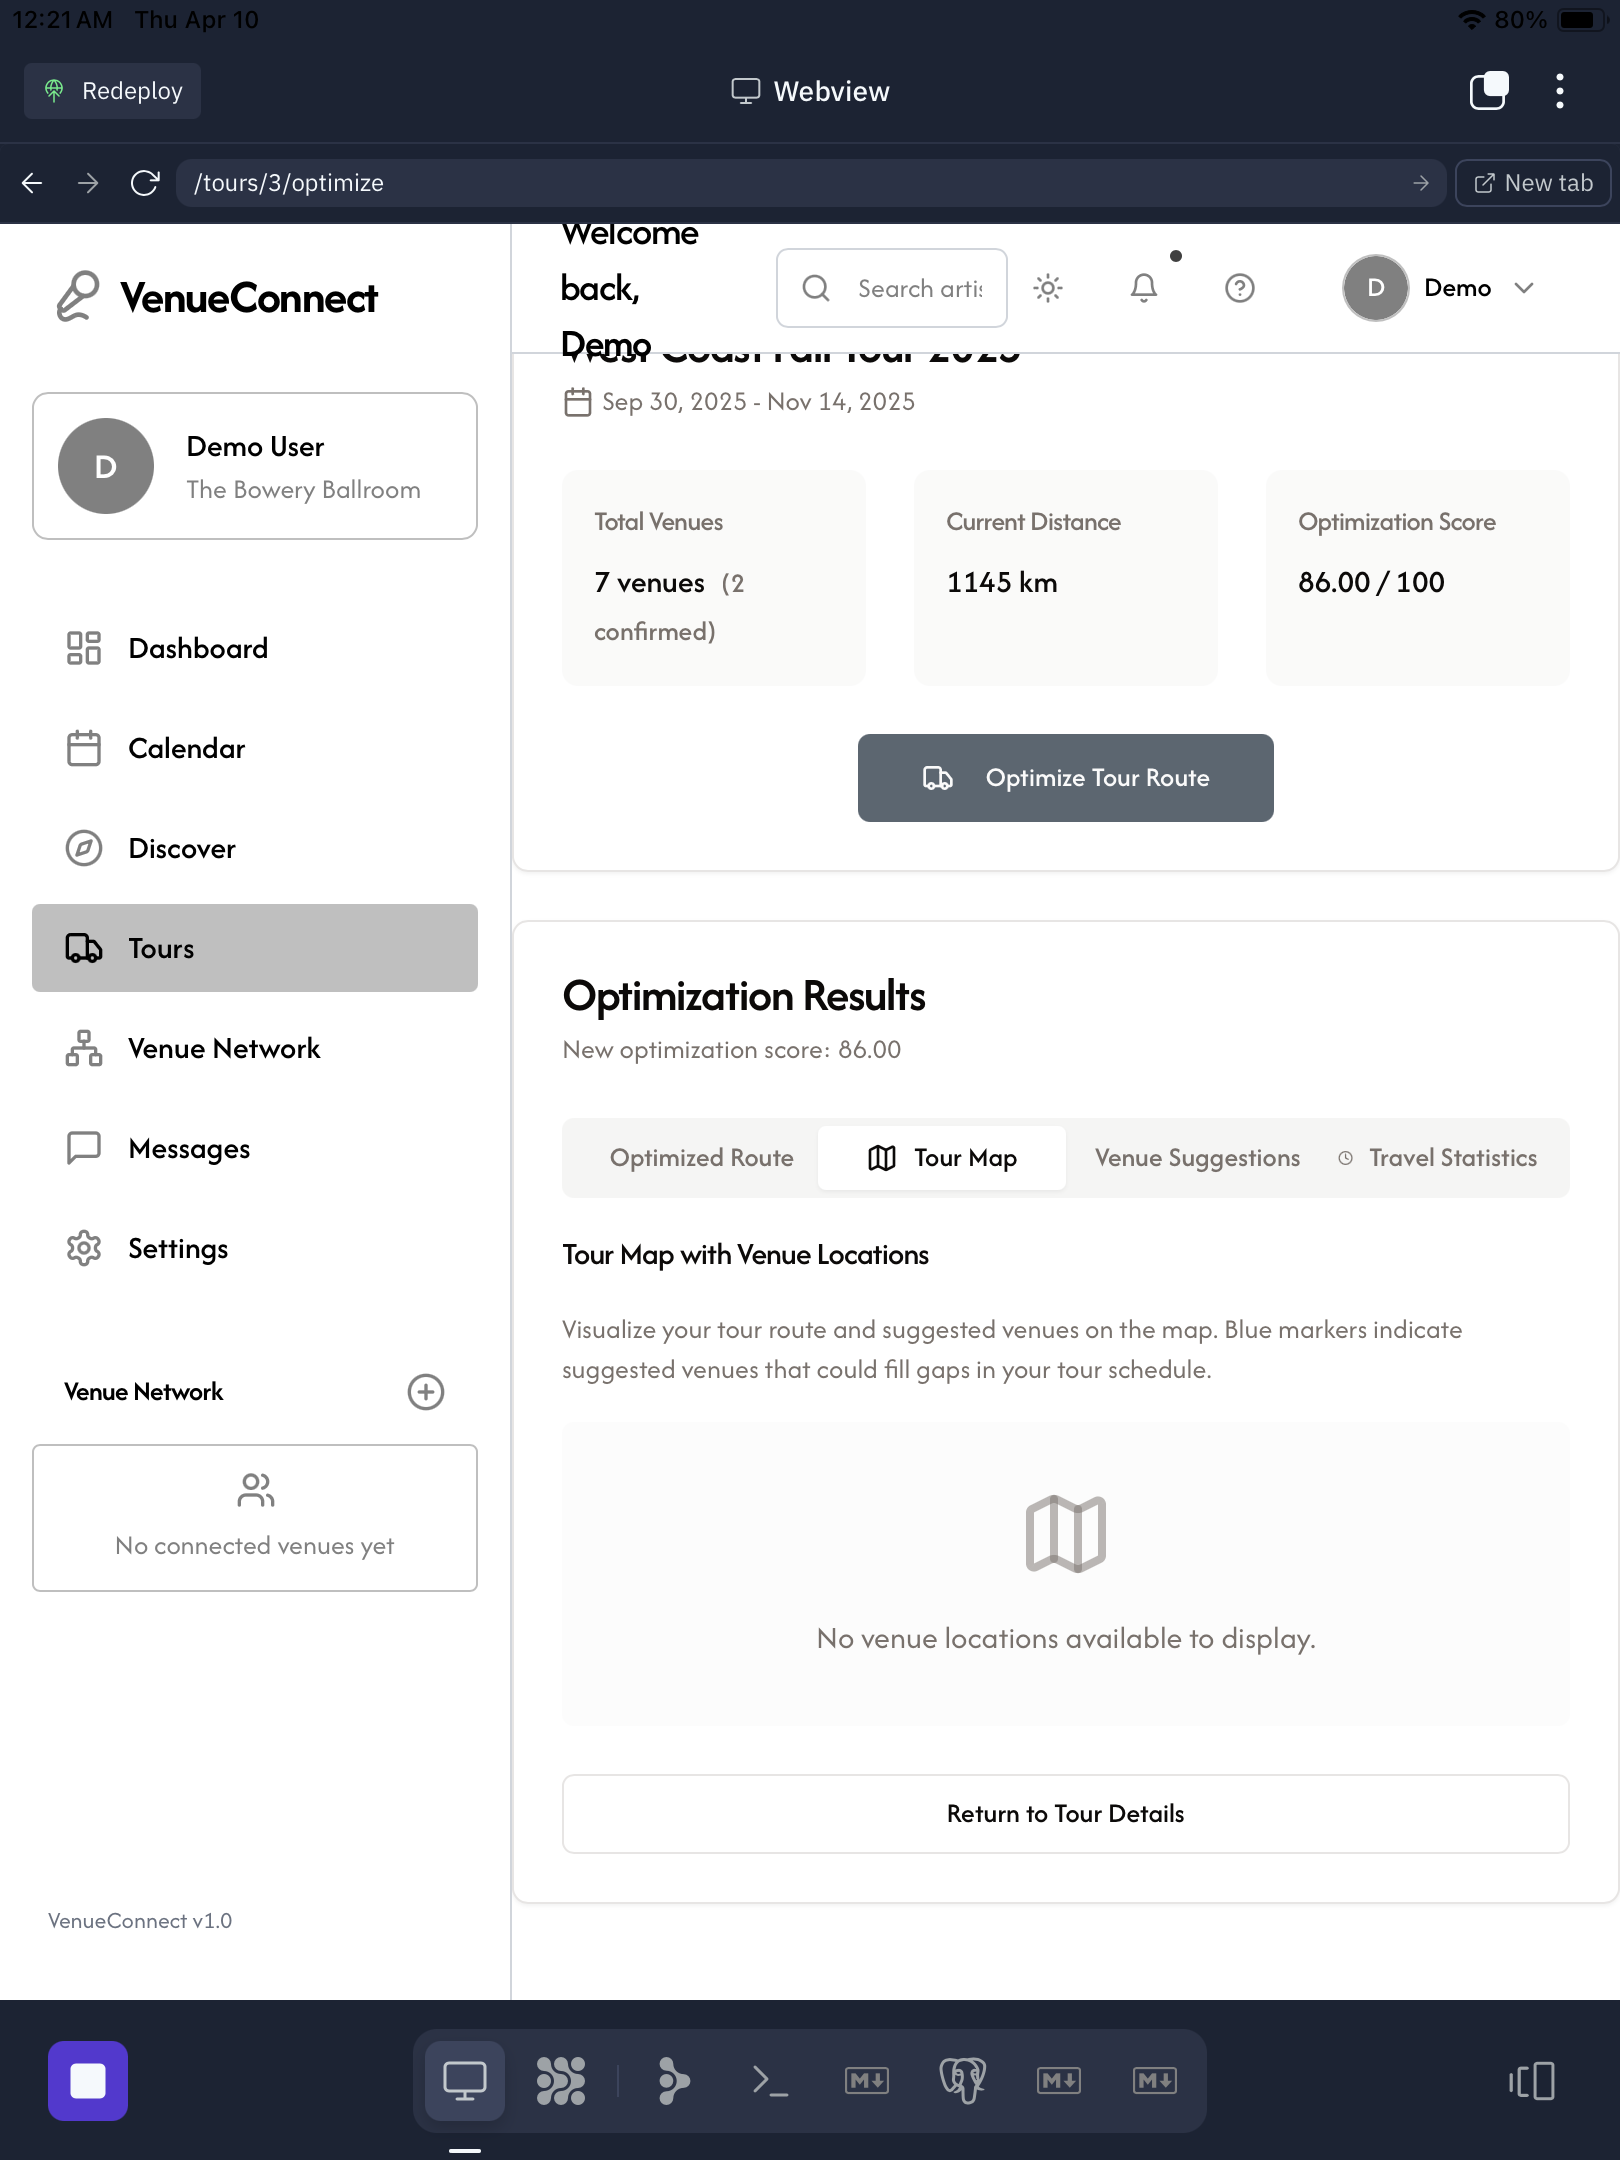 12:21 AM Thu Apr 10
80%
Redeploy
Webview
/tours/3/optimize
New tab
VenueConnect
Welcome
back,
Demo
Search artis
D
Demo
D
Demo User
The Bowery Ballroom
Dashboard
Calendar
Discover
Tours
Venue Network
Messages
Settings
Venue Network
No connected venues yet
VenueConnect v1.0
West Coast Fall Tour 2025
Sep 30, 2025 - Nov 14, 2025
Total Venues
7 venues (2
confirmed)
Current Distance
1145 km
Optimization Score
86.00 / 100
Optimize Tour Route
Optimization Results
New optimization score: 86.00
Optimized Route
Tour Map
Venue Suggestions
Travel Statistics
Tour Map with Venue Locations
Visualize your tour route and suggested venues on the map. Blue markers indicate
suggested venues that could fill gaps in your tour schedule.
No venue locations available to display.
Return to Tour Details
M
M
M